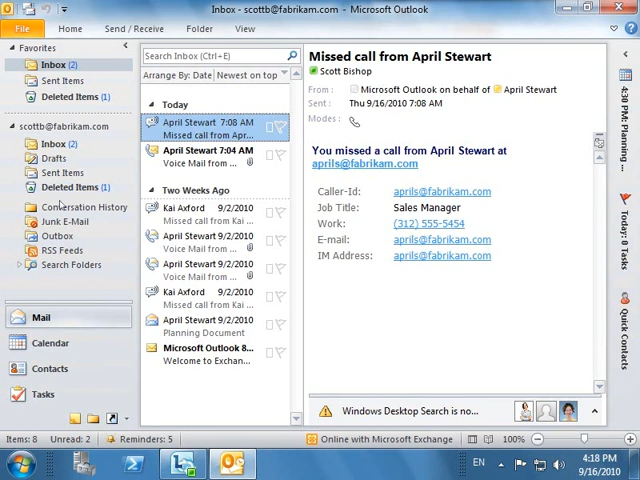 Inbox - scottb@fabrikam.com - Microsoft Outlook
File Home Send / Receive Folder View
Favorites
Inbox (2)
Sent Items
Deleted Items (1)
scottb@fabrikam.com
Inbox (2)
Drafts
Sent Items
Deleted Items (1)
Conversation History
Junk E-Mail
Outbox
RSS Feeds
Search Folders
Mail
Calendar
Contacts
Tasks
Search Inbox (Ctrl+E)
Arrange By: Date Newest on top
Today
April Stewart 7:08 AM
Missed call from Apr...
April Stewart 7:04 AM
Voice Mail from ...
Two Weeks Ago
Kai Axford 9/2/2010
Missed call from Kai ...
April Stewart 9/2/2010
Voice Mail from ...
April Stewart 9/2/2010
Voice Mail from ...
Kai Axford 9/2/2010
Missed call from Kai ...
April Stewart 9/2/2010
Planning Document
Microsoft Outlook 8...
Welcome to Exchan...
Missed call from April Stewart
Scott Bishop
From : Microsoft Outlook on behalf of April Stewart
Sent : Thu 9/16/2010 7:08 AM
Modes :
You missed a call from April Stewart at
aprils@fabrikam.com
Caller-Id: aprils@fabrikam.com
Job Title: Sales Manager
Work: (312) 555-5454
E-mail: aprils@fabrikam.com
IM Address: aprils@fabrikam.com
Windows Desktop Search is no...
4:30 PM: Planning ...
Today: 0 Tasks
Quick Contacts
Items: 8 Unread: 2 Reminders: 5 Online with Microsoft Exchange 100%
EN 4:18 PM
9/16/2010